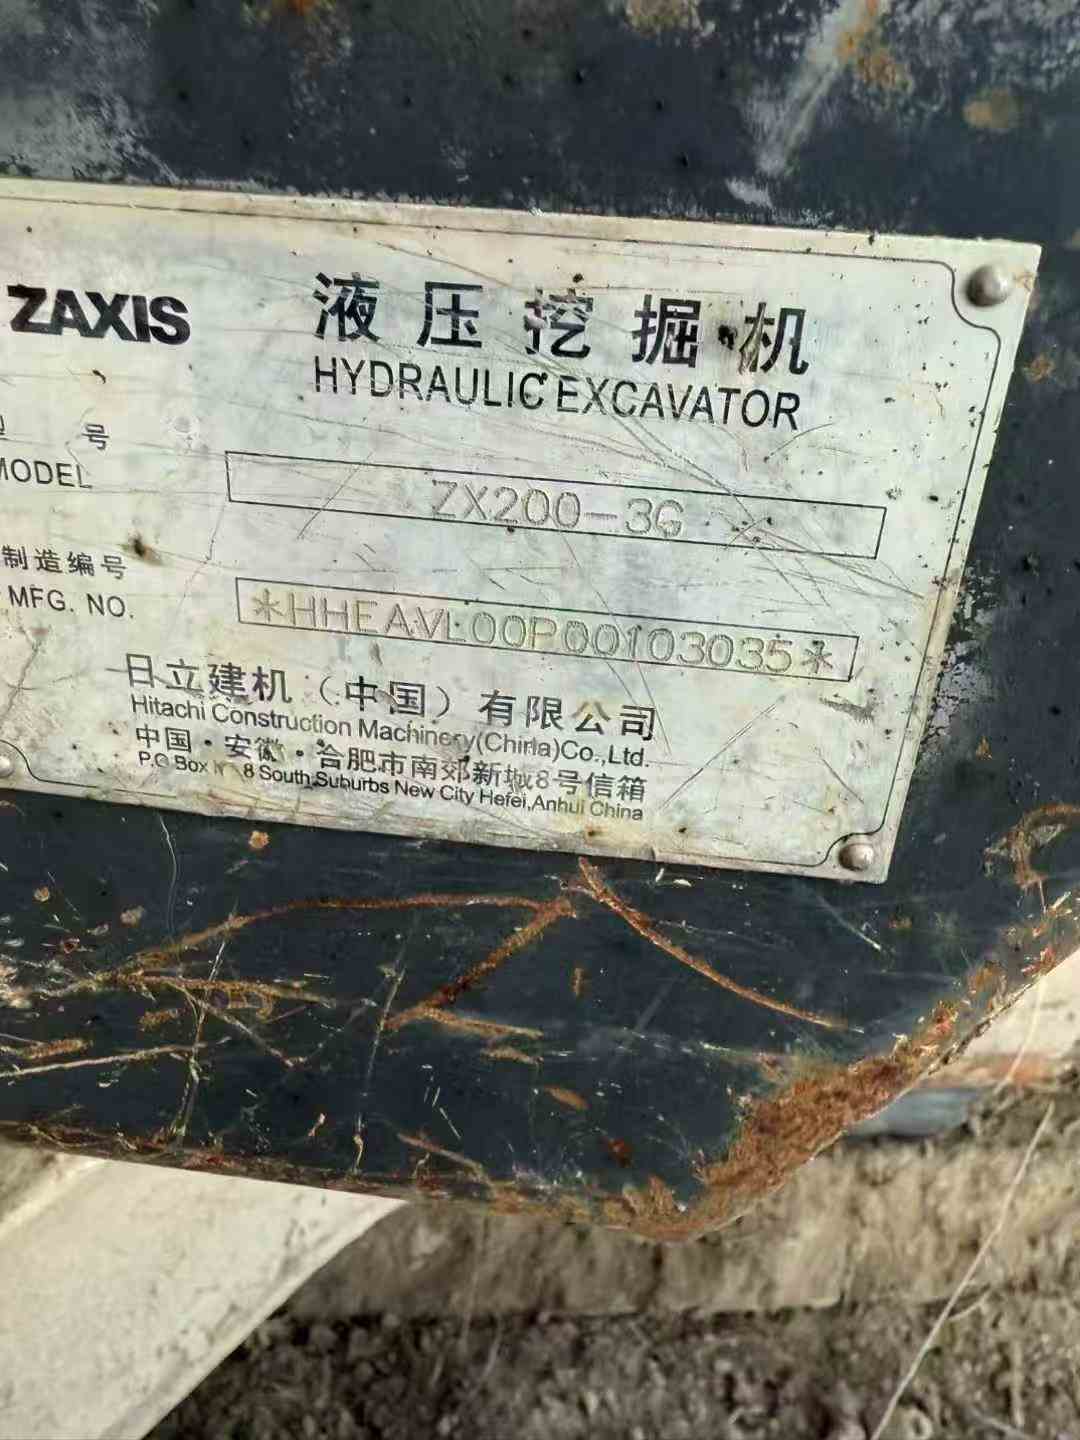 ZAXIS
液压挖掘机
HYDRAULIC EXCAVATOR
型 号
MODEL
ZX200-3G
制造编号
MFG. NO.
*HHEAVL00P00103035*
日立建机（中国）有限公司
Hitachi Construction Machinery(China)Co.,Ltd.
中国·安徽·合肥市南郊新城8号信箱
P.O Box 8 South Suburbs New City Hefei,Anhui China